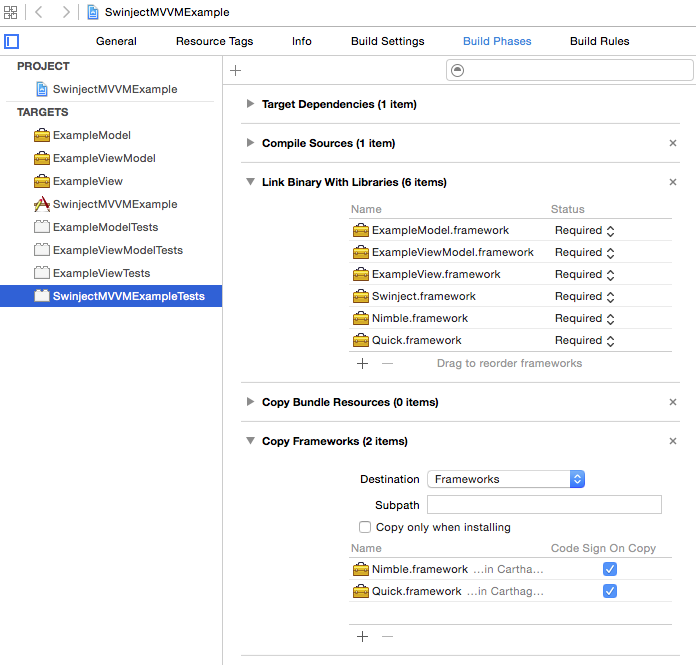 SwinjectMVVMExample
General Resource Tags Info Build Settings Build Phases Build Rules
PROJECT
SwinjectMVVMExample
TARGETS
ExampleModel
ExampleViewModel
ExampleView
SwinjectMVVMExample
ExampleModelTests
ExampleViewModelTests
ExampleViewTests
SwinjectMVVMExampleTests
Target Dependencies (1 item)
Compile Sources (1 item)
Link Binary With Libraries (6 items)
Name Status
ExampleModel.framework Required
ExampleViewModel.framework Required
ExampleView.framework Required
Swinject.framework Required
Nimble.framework Required
Quick.framework Required
Drag to reorder frameworks
Copy Bundle Resources (0 items)
Copy Frameworks (2 items)
Destination Frameworks
Subpath
Copy only when installing
Name Code Sign On Copy
Nimble.framework ...in Cartha...
Quick.framework ...in Carthag...